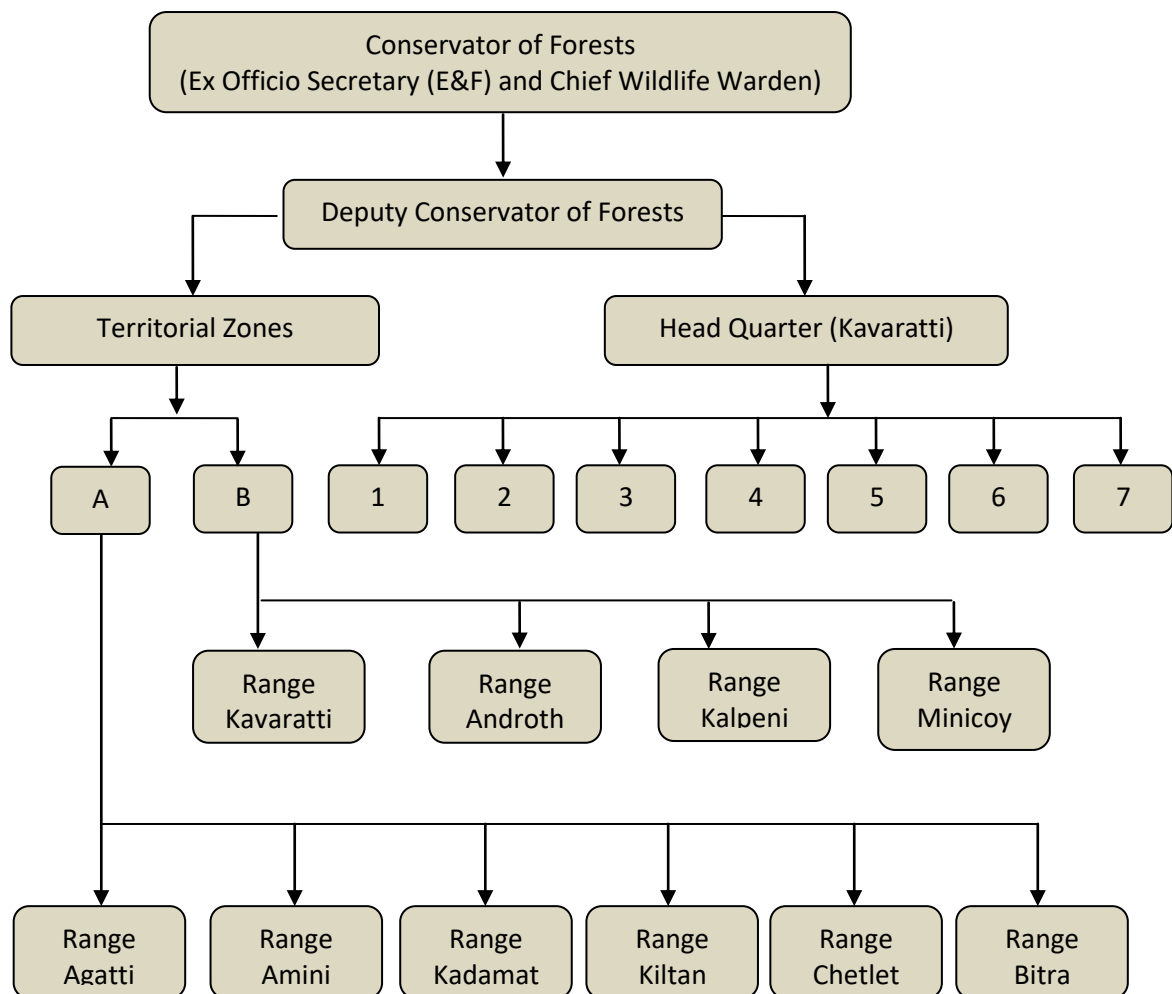 Conservator of Forests
(Ex Officio Secretary (E&F) and Chief Wildlife Warden)
Deputy Conservator of Forests
Territorial Zones
Head Quarter (Kavaratti)
A
B
1
2
3
4
5
6
7
Range
Kavaratti
Range
Androth
Range
Kalpeni
Range
Minicoy
Range
Agatti
Range
Amini
Range
Kadamat
Range
Kiltan
Range
Chetlet
Range
Bitra